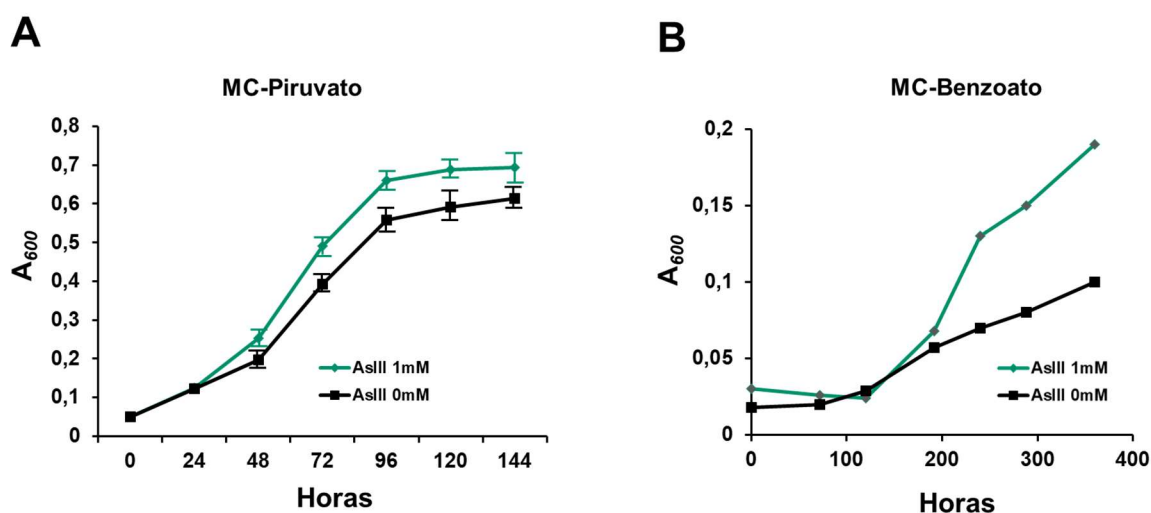 A
MC-Piruvato
0,8
0,7
0,6
0,5
0,4
0,3
0,2
0,1
0
A600
AsIII 1mM
AsIII 0mM
0 24 48 72 96 120 144
Horas
B
MC-Benzoato
0,2
0,15
0,1
0,05
0
A600
AsIII 1mM
AsIII 0mM
0 100 200 300 400
Horas